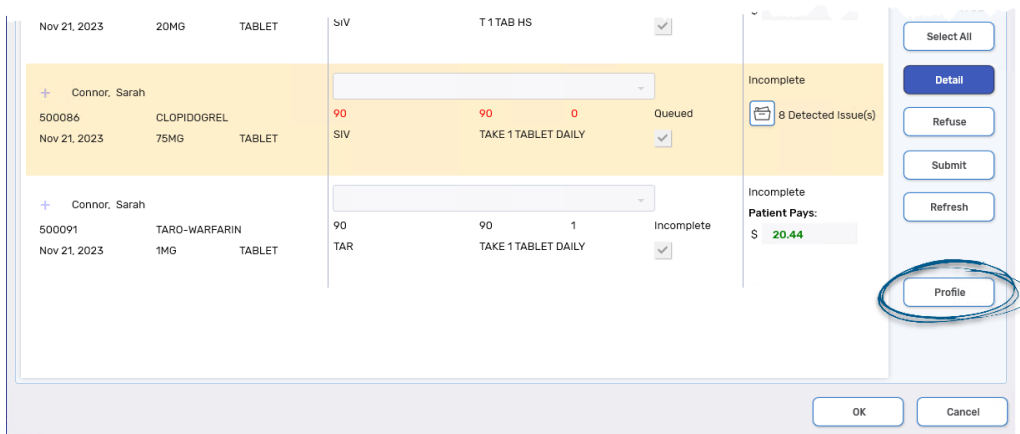 Nov 21, 2023 20MG TABLET SIV T 1 TAB HS
Select All
Connor, Sarah Incomplete Detail
500086 CLOPIDOGREL 90 90 0 Queued 8 Detected Issue(s)
Nov 21, 2023 75MG TABLET SIV TAKE 1 TABLET DAILY
Refuse
Submit
Connor, Sarah Incomplete Refresh
500091 TARO-WARFARIN 90 90 1 Incomplete Patient Pays:
Nov 21, 2023 1MG TABLET TAR TAKE 1 TABLET DAILY $ 20.44
Profile
OK Cancel